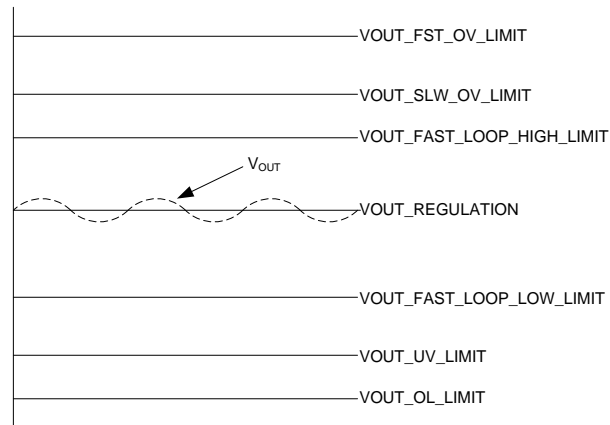 VOUT_FST_OV_LIMIT
VOUT_SLW_OV_LIMIT
VOUT_FAST_LOOP_HIGH_LIMIT
VOUT
VOUT_REGULATION
VOUT_FAST_LOOP_LOW_LIMIT
VOUT_UV_LIMIT
VOUT_OL_LIMIT